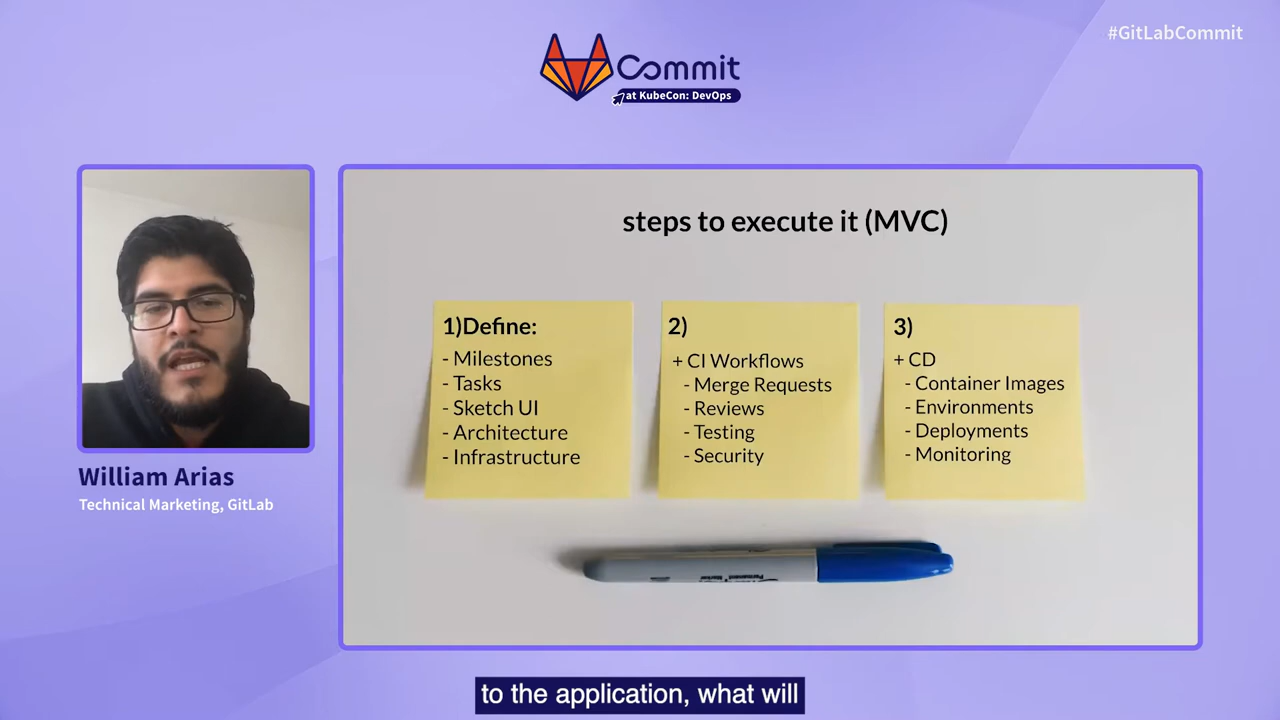 #GitLabCommit
Commit
at KubeCon: DevOps
William Arias
Technical Marketing, GitLab
steps to execute it (MVC)
1)Define:
- Milestones
- Tasks
- Sketch UI
- Architecture
- Infrastructure
2)
+ CI Workflows
- Merge Requests
- Reviews
- Testing
- Security
3)
+ CD
- Container Images
- Environments
- Deployments
- Monitoring
Permanent Marker
to the application, what will